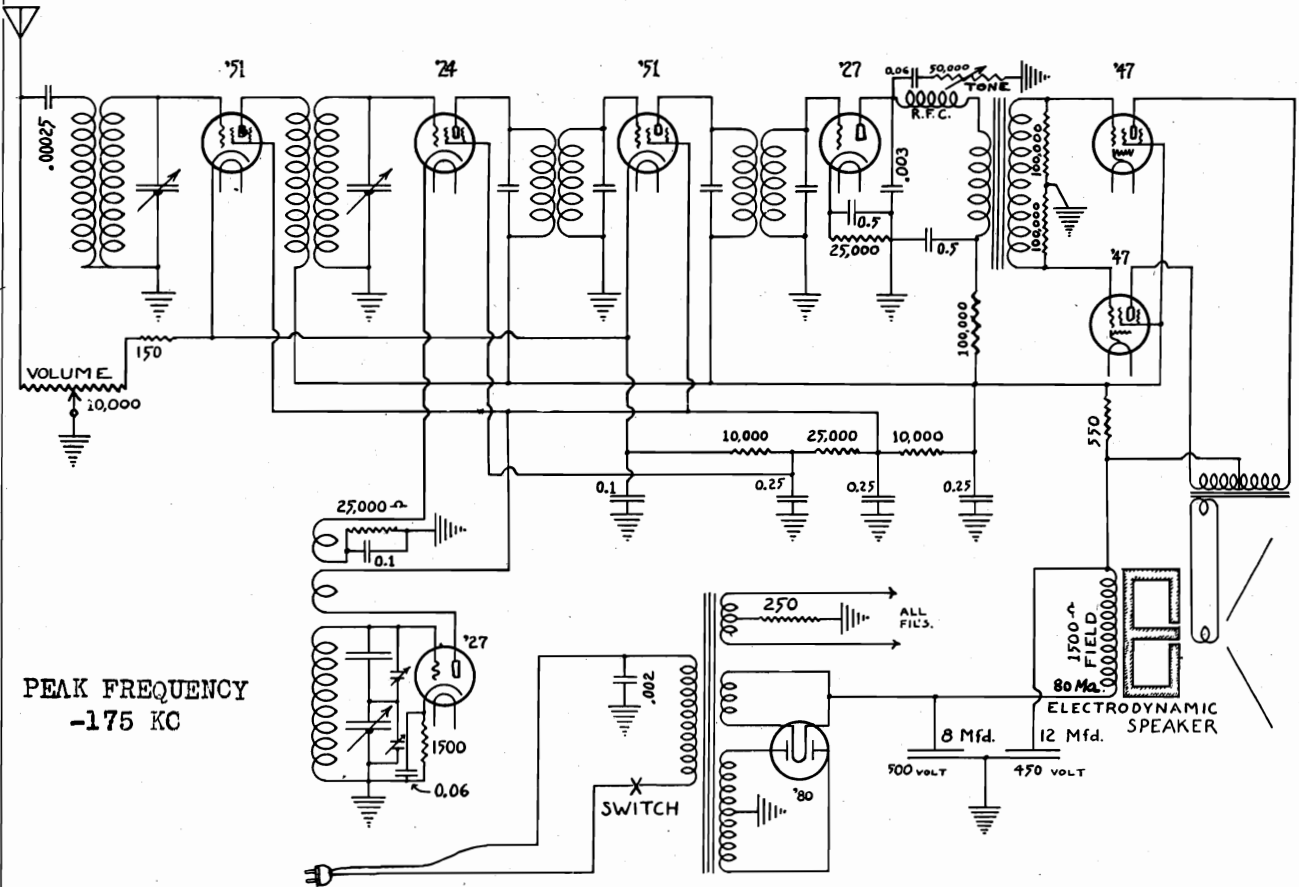 '51
'24
'51
'27
'47
0.06
50,000
TONE
R.F.C.
.00025
.003
0.5
25,000
0.5
100,000
100,000
'47
100,000
150
VOLUME
10,000
550
10,000
25,000
10,000
0.1
0.25
0.25
0.25
25,000 Ω
0.1
250
ALL
FIL'S.
1500 Ω
FIELD
80 Ma.
ELECTRODYNAMIC
SPEAKER
'27
1500
0.06
.002
PEAK FREQUENCY
-175 KC
SWITCH
'80
8 Mfd.
12 Mfd.
500 VOLT
450 VOLT